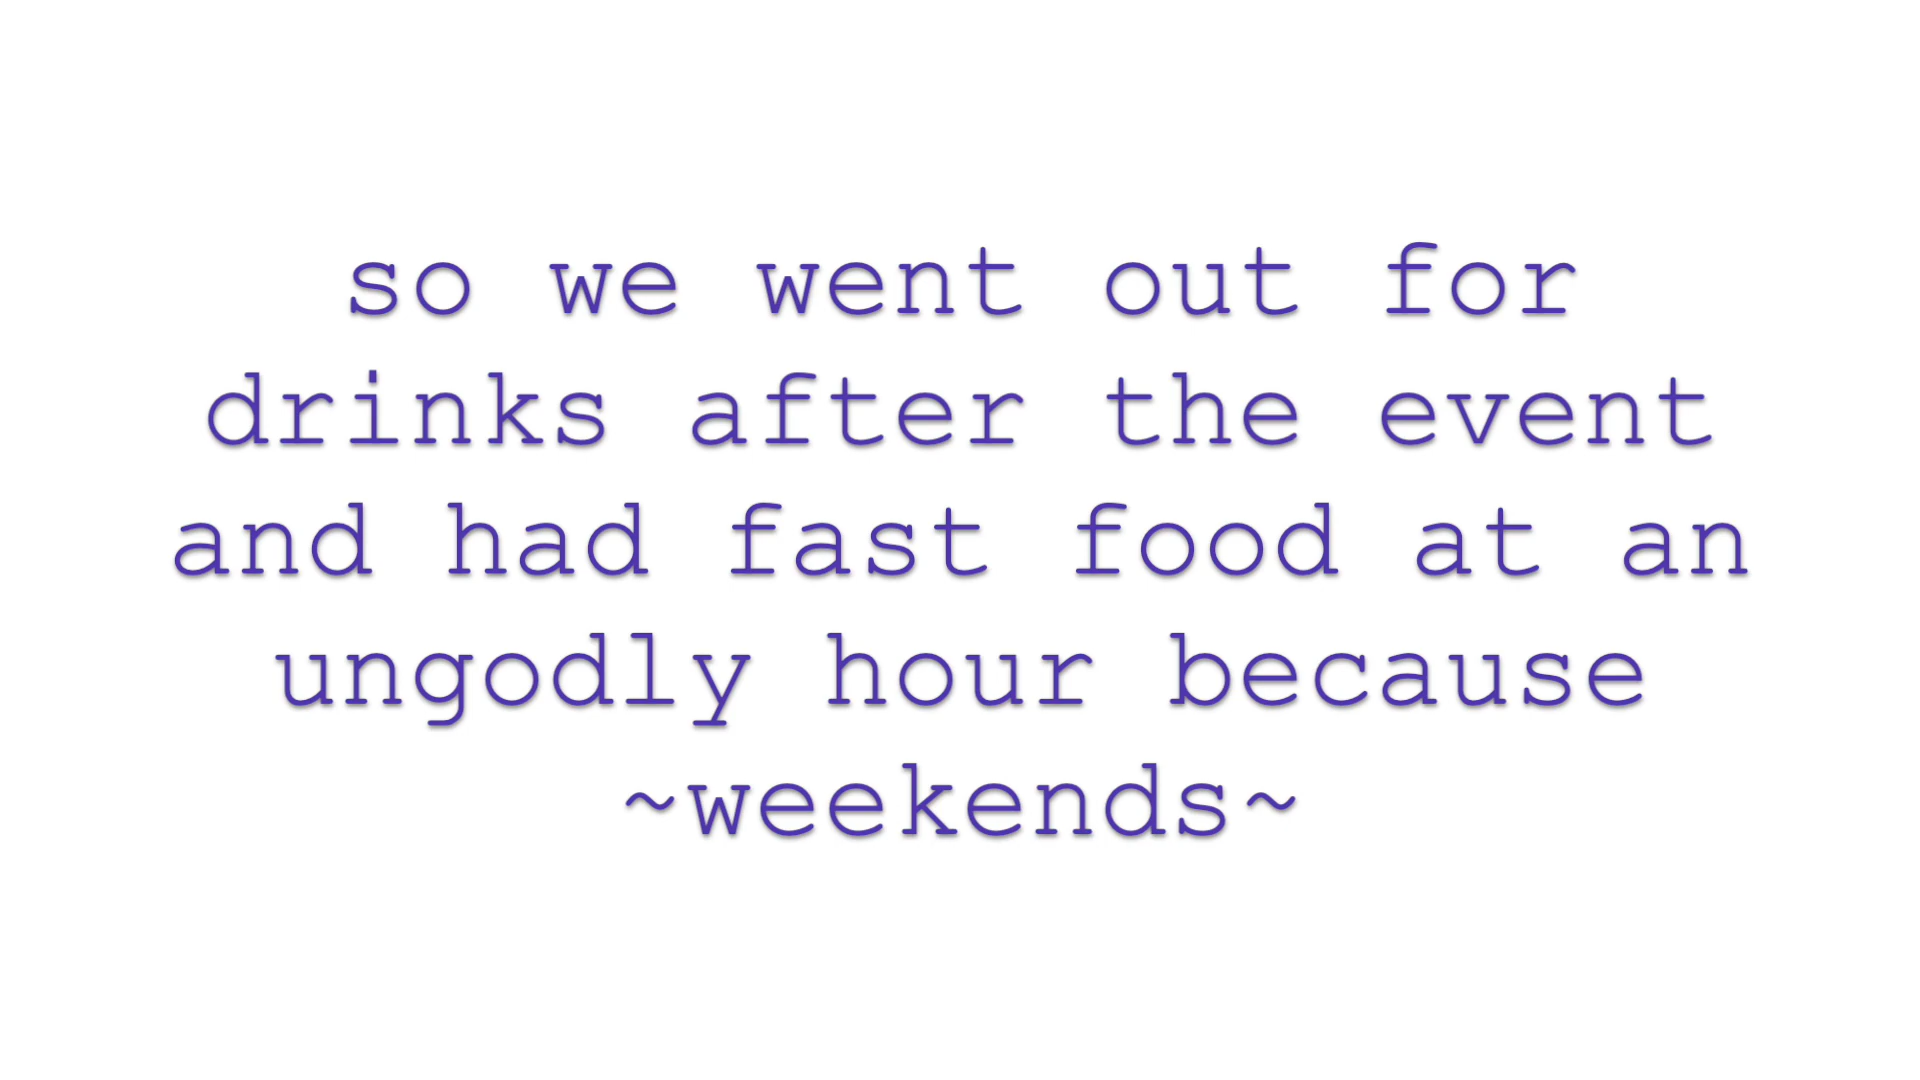 so we went out for
drinks after the event
and had fast food at an
ungodly hour because
~weekends~